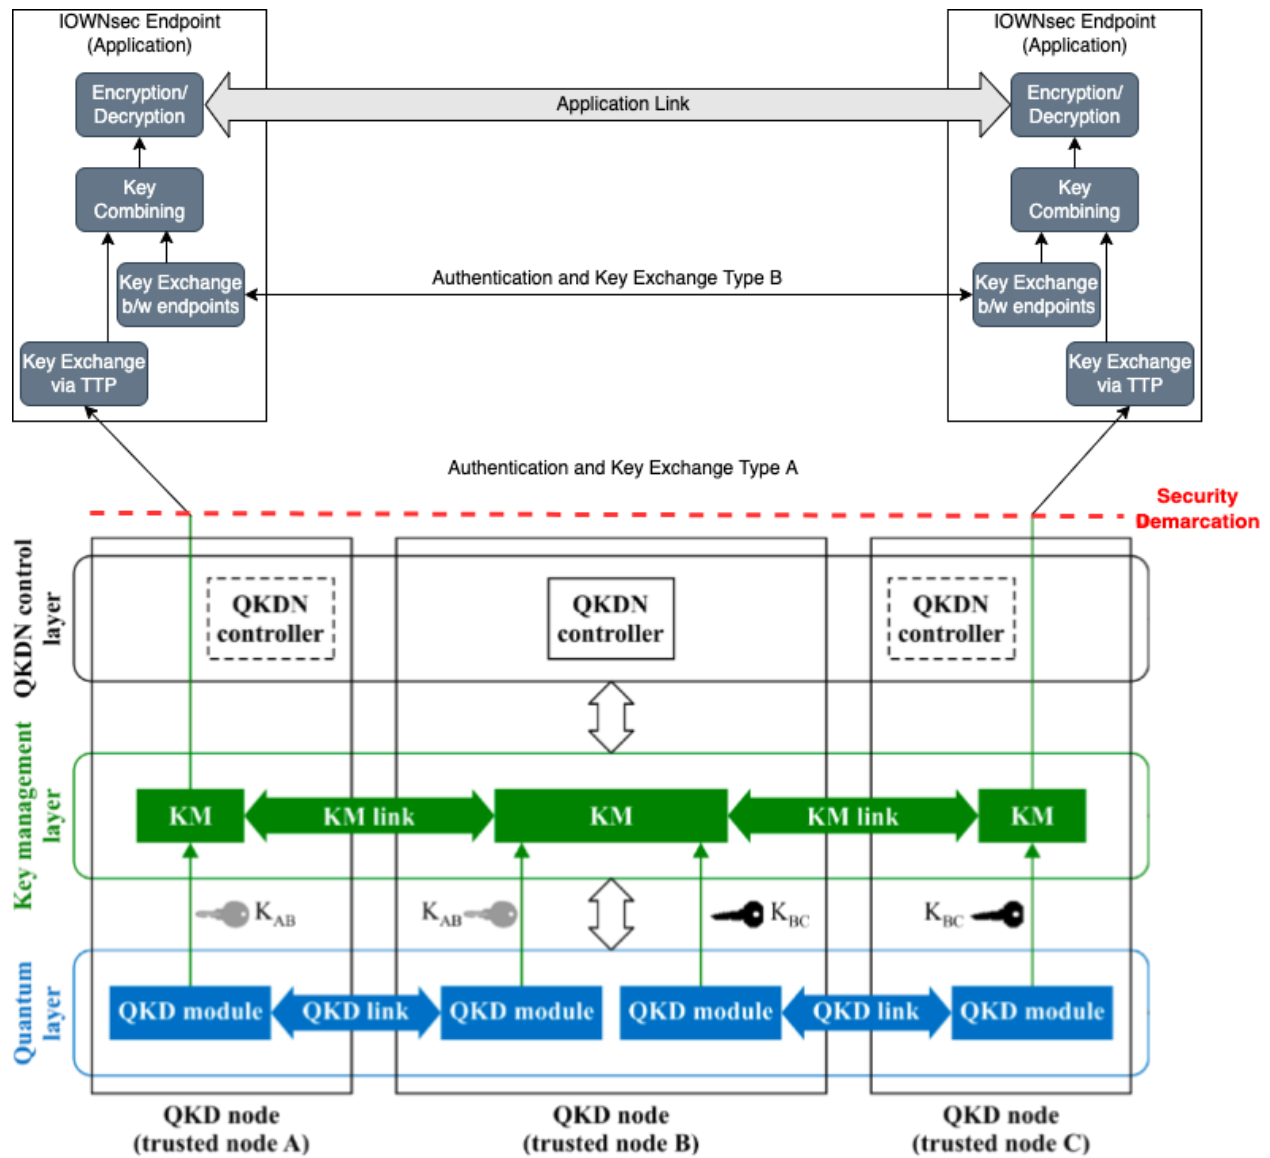 IOWNsec Endpoint
(Application)
IOWNsec Endpoint
(Application)
Encryption/
Decryption
Application Link
Encryption/
Decryption
Key
Combining
Key
Combining
Key Exchange
b/w endpoints
Authentication and Key Exchange Type B
Key Exchange
b/w endpoints
Key Exchange
via TTP
Key Exchange
via TTP
Authentication and Key Exchange Type A
Security
Demarcation
QKDN control
layer
QKDN
controller
QKDN
controller
QKDN
controller
Key management
layer
KM
KM link
KM
KM link
KM
K_AB
K_AB
K_BC
K_BC
Quantum
layer
QKD module
QKD link
QKD module
QKD module
QKD link
QKD module
QKD node
(trusted node A)
QKD node
(trusted node B)
QKD node
(trusted node C)